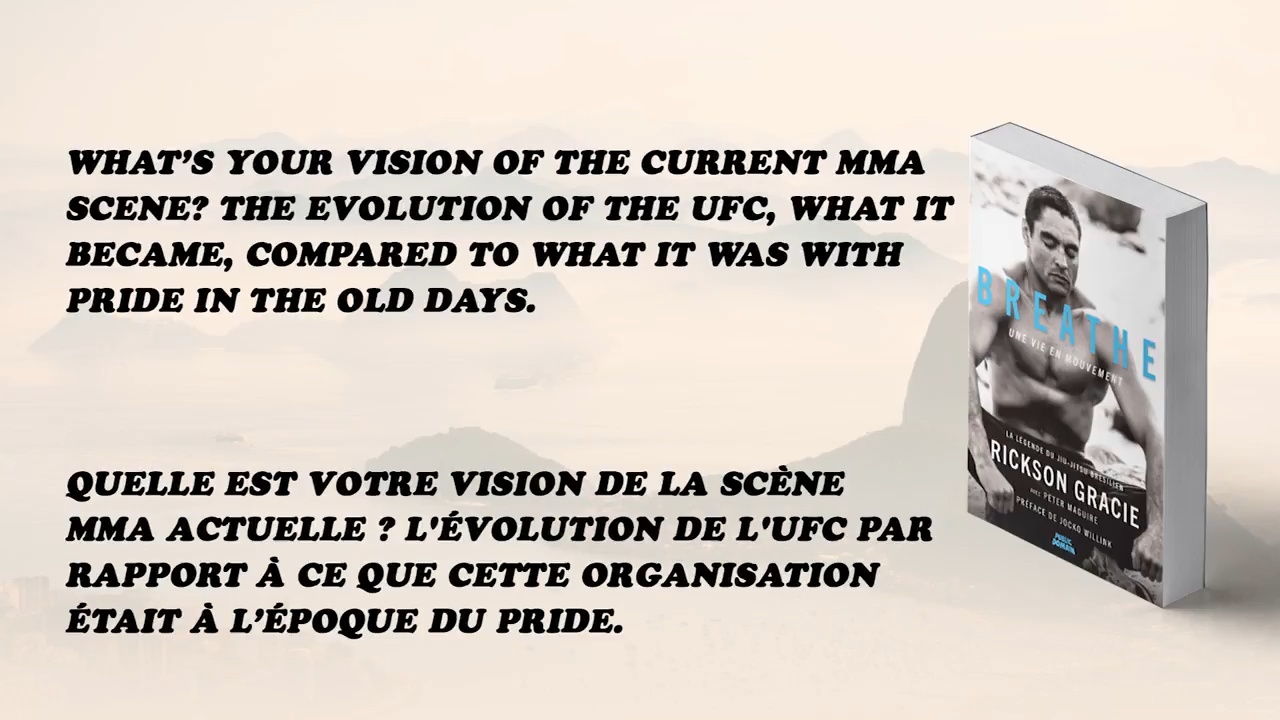 WHAT’S YOUR VISION OF THE CURRENT MMA
SCENE? THE EVOLUTION OF THE UFC, WHAT IT
BECAME, COMPARED TO WHAT IT WAS WITH
PRIDE IN THE OLD DAYS.
QUELLE EST VOTRE VISION DE LA SCÈNE
MMA ACTUELLE ? L'ÉVOLUTION DE L'UFC PAR
RAPPORT À CE QUE CETTE ORGANISATION
ÉTAIT À L’ÉPOQUE DU PRIDE.
BREATHE
UNE VIE EN MOUVEMENT
LA LÉGENDE DU JIU-JITSU BRÉSILIEN
RICKSON GRACIE
AVEC PETER MAGUIRE
PRÉFACE DE JOCKO WILLINK
PUBLIC
DOMAIN